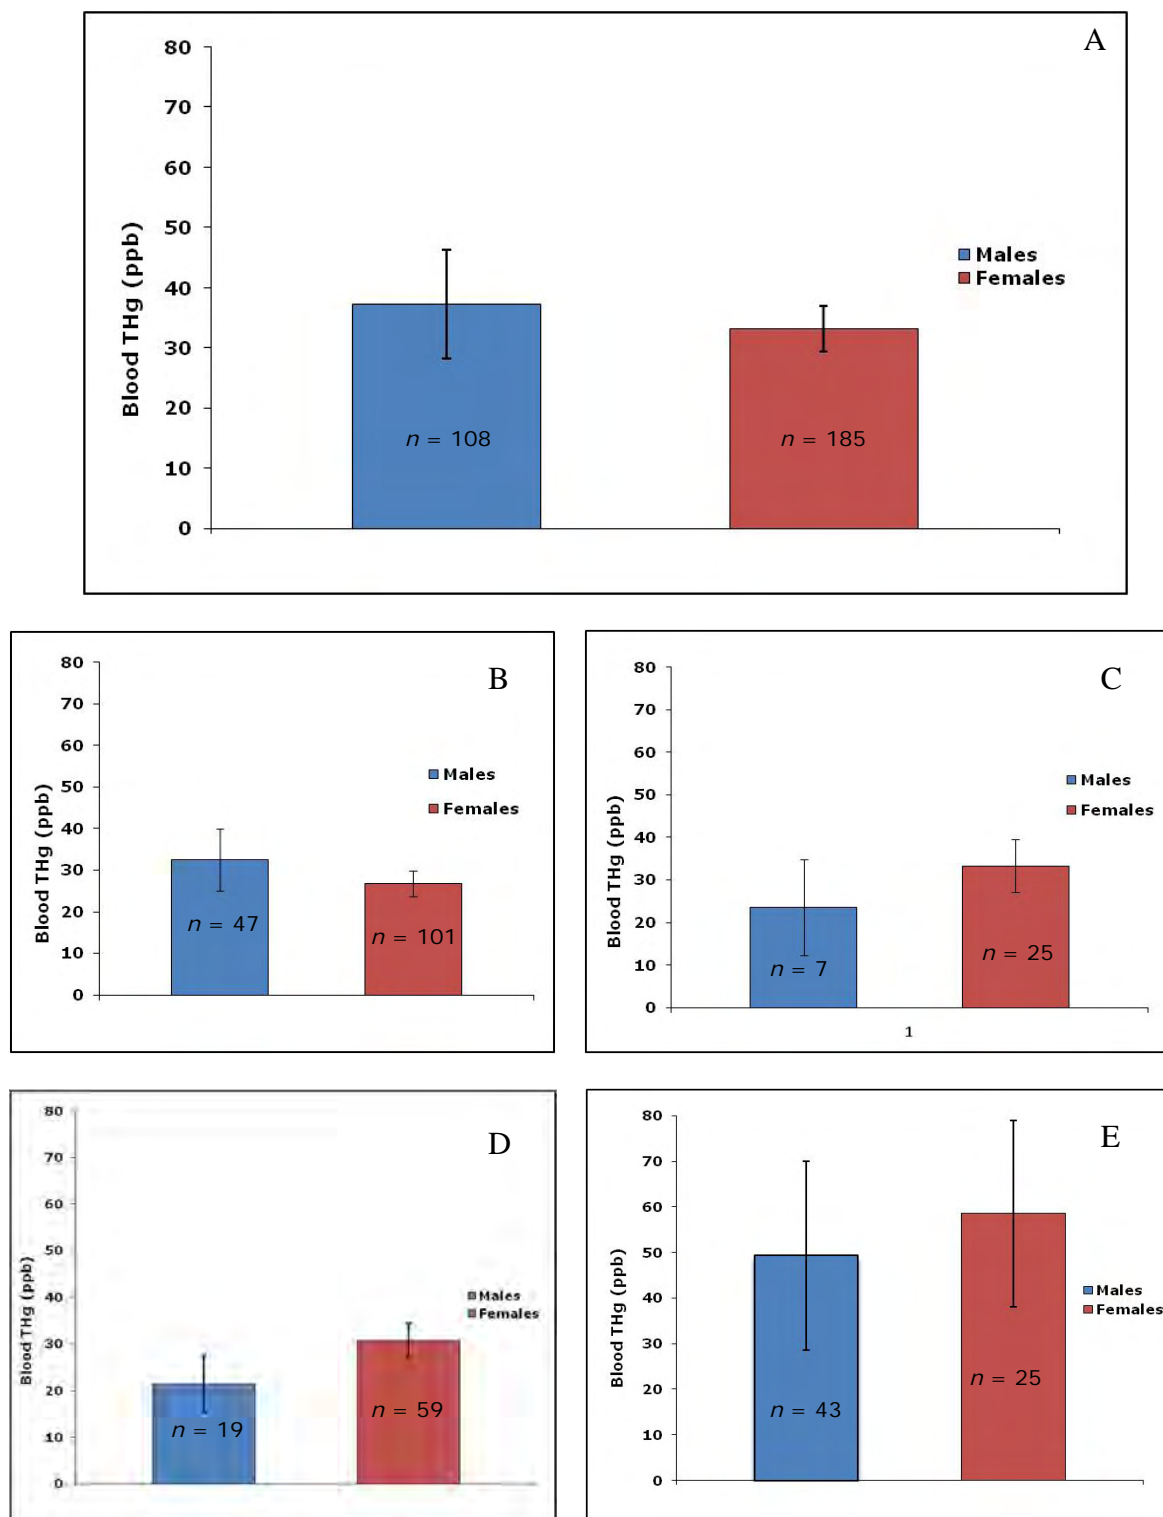 A
80
70
60
50
40
30
20
10
0
Blood THg (ppb)
Males
Females
n = 108
n = 185
B
80
70
60
50
40
30
20
10
0
Blood THg (ppb)
Males
Females
n = 47
n = 101
C
80
70
60
50
40
30
20
10
0
Blood THg (ppb)
Males
Females
n = 7
n = 25
1
D
80
70
60
50
40
30
20
10
0
Blood THg (ppb)
Males
Females
n = 19
n = 59
E
80
70
60
50
40
30
20
10
0
Blood THg (ppb)
Males
Females
n = 43
n = 25